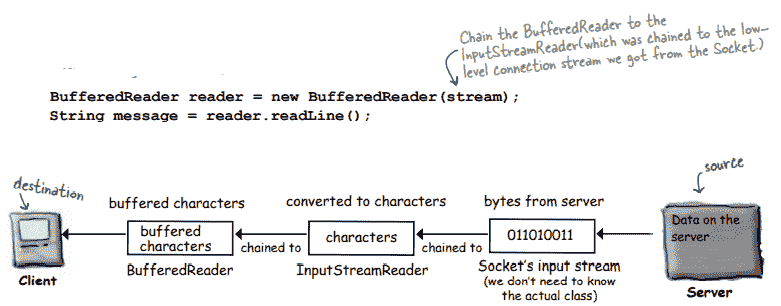 Chain the BufferedReader to the
InputStreamReader(which was chained to the low-
level connection stream we got from the Socket.)
BufferedReader reader = new BufferedReader(stream);
String message = reader.readLine();
destination
source
buffered characters
converted to characters
bytes from server
buffered
characters
chained to
characters
chained to
011010011
Data on the
server
Client
BufferedReader
InputStreamReader
Socket's input stream
(we don't need to know
the actual class)
Server